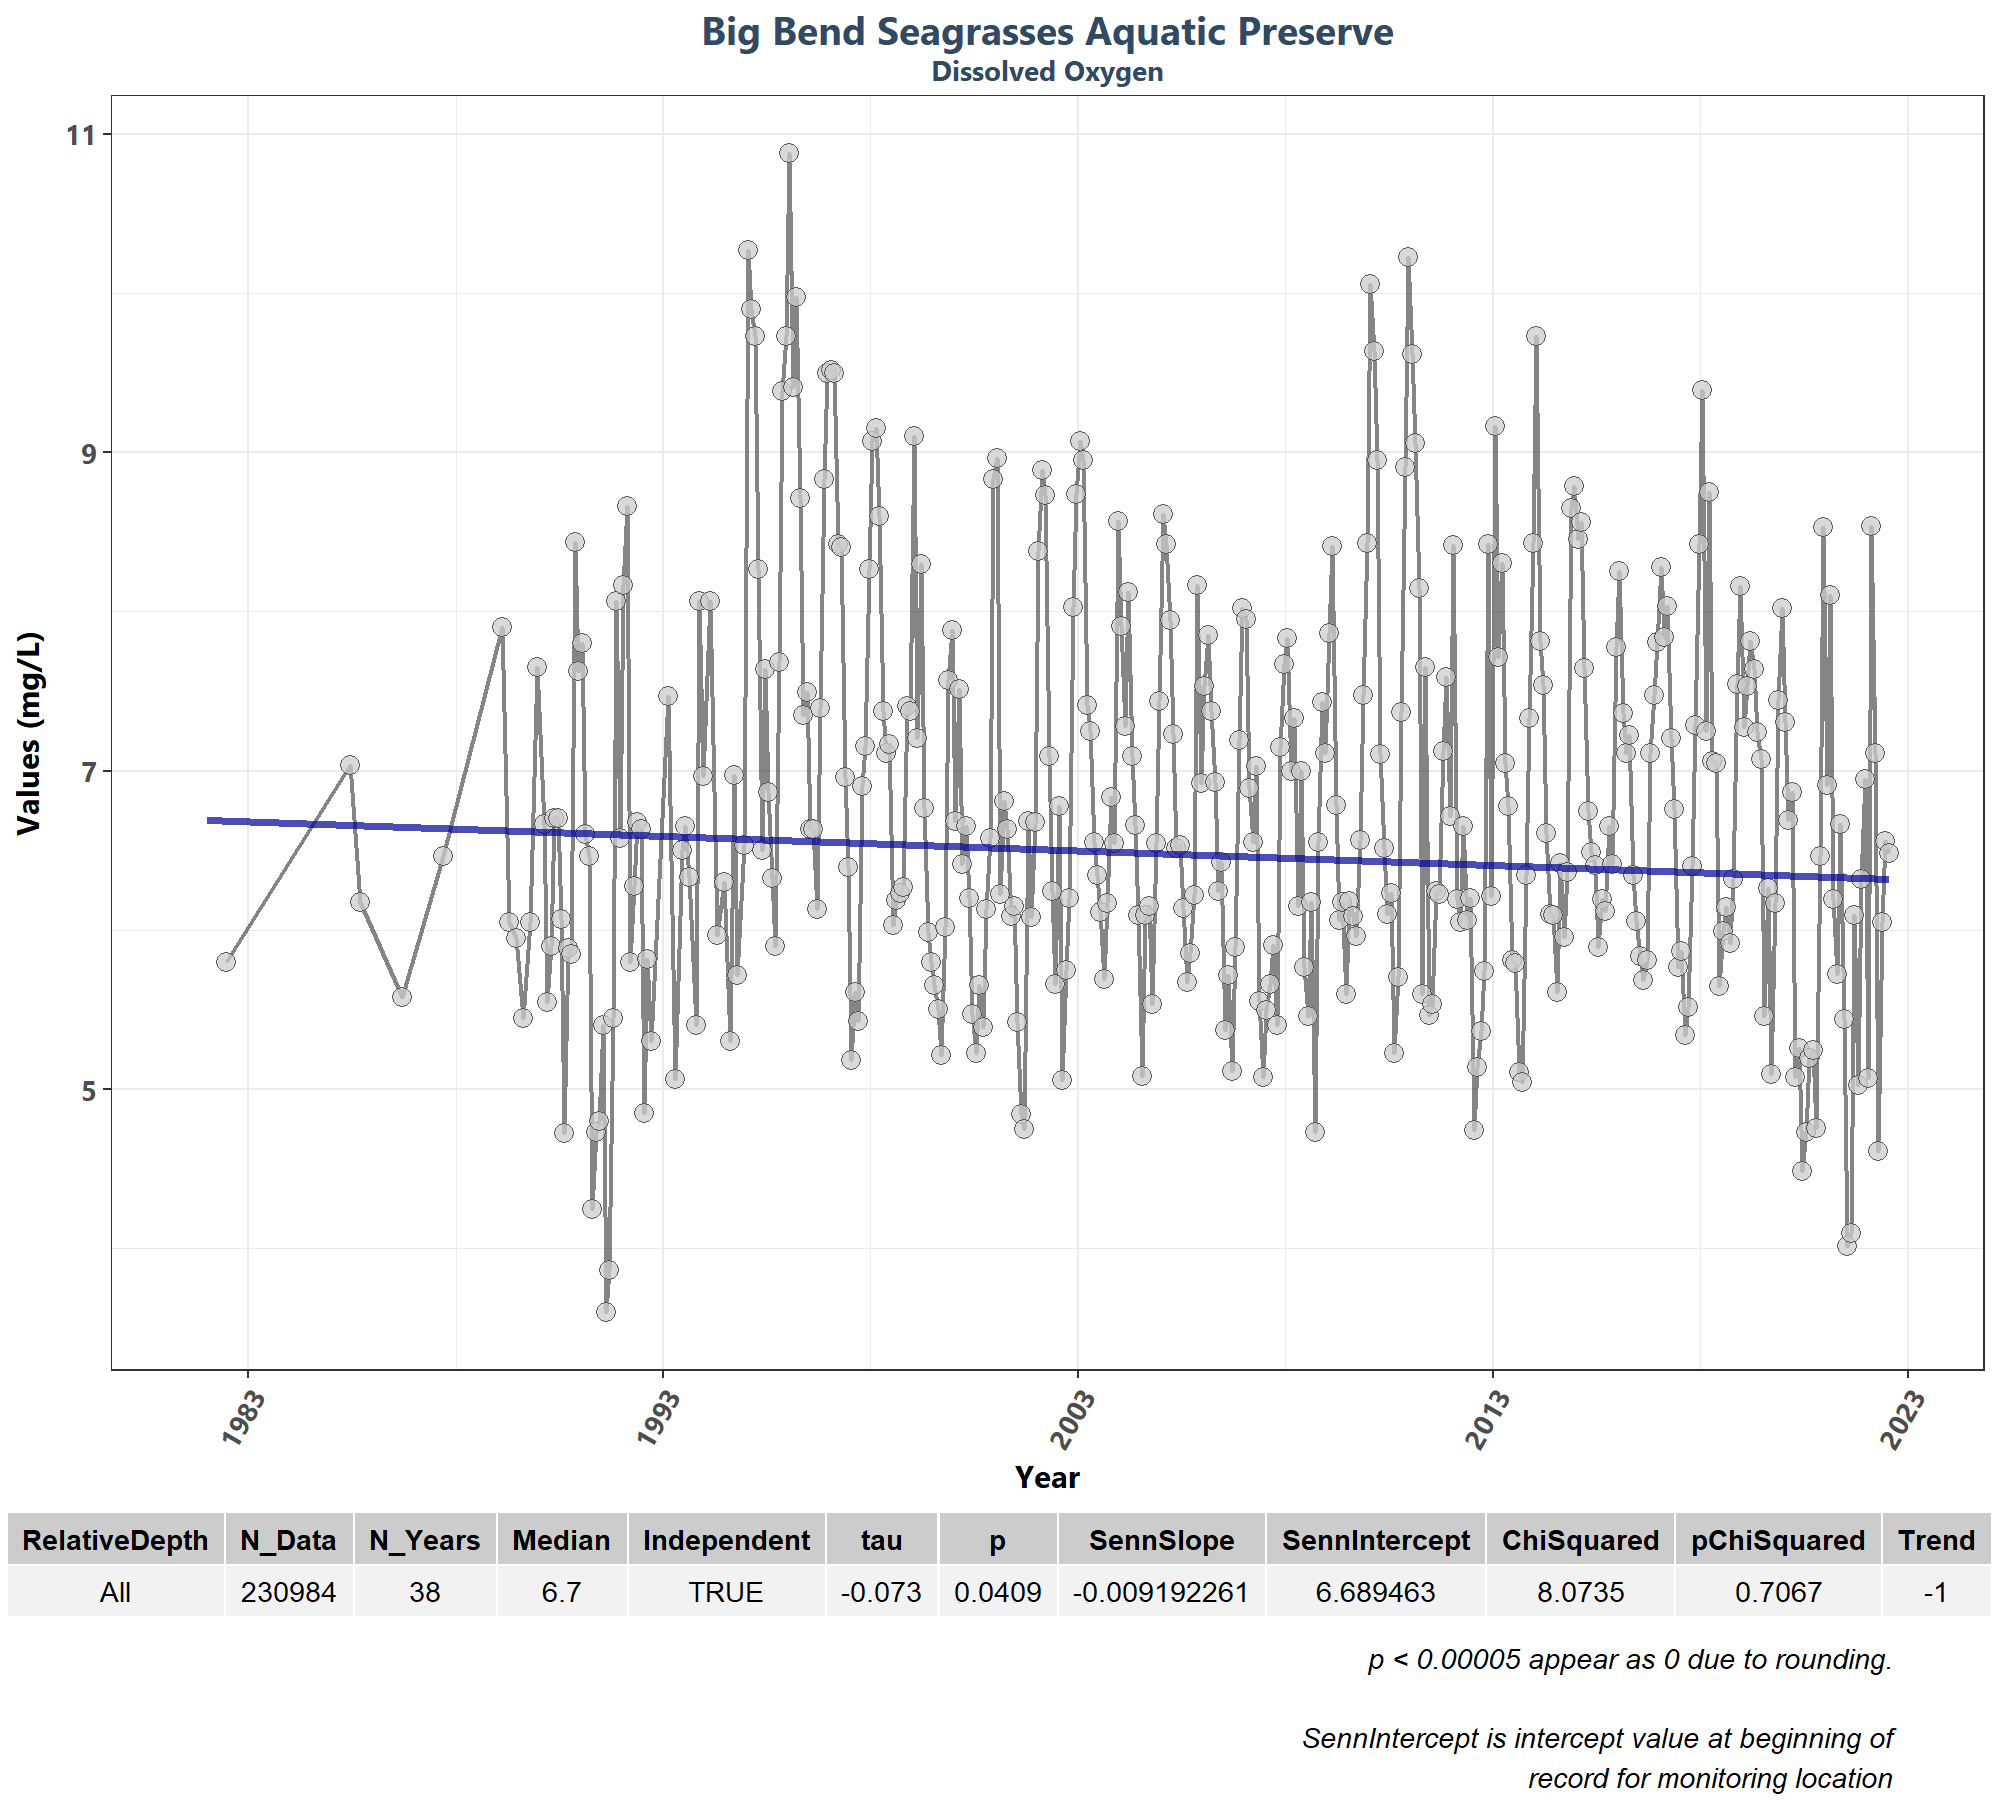 Big Bend Seagrasses Aquatic Preserve
Dissolved Oxygen
11
9
7
5
Values (mg/L)
1983
1993
2003
2013
2023
Year
RelativeDepth N_Data N_Years Median Independent tau p SennSlope SennIntercept ChiSquared pChiSquared Trend
All 230984 38 6.7 TRUE -0.073 0.0409 -0.009192261 6.689463 8.0735 0.7067 -1
p < 0.00005 appear as 0 due to rounding.
SennIntercept is intercept value at beginning of
record for monitoring location